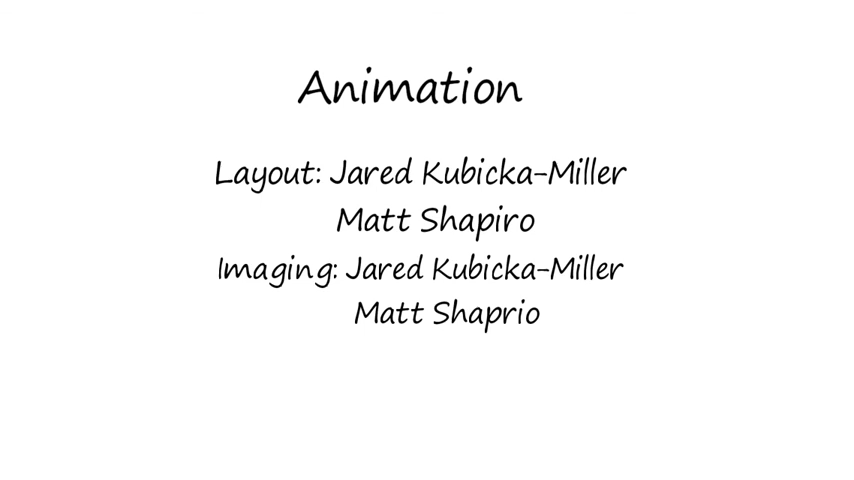 Animation
Layout: Jared Kubicka-Miller
Matt Shapiro
Imaging: Jared Kubicka-Miller
Matt Shaprio